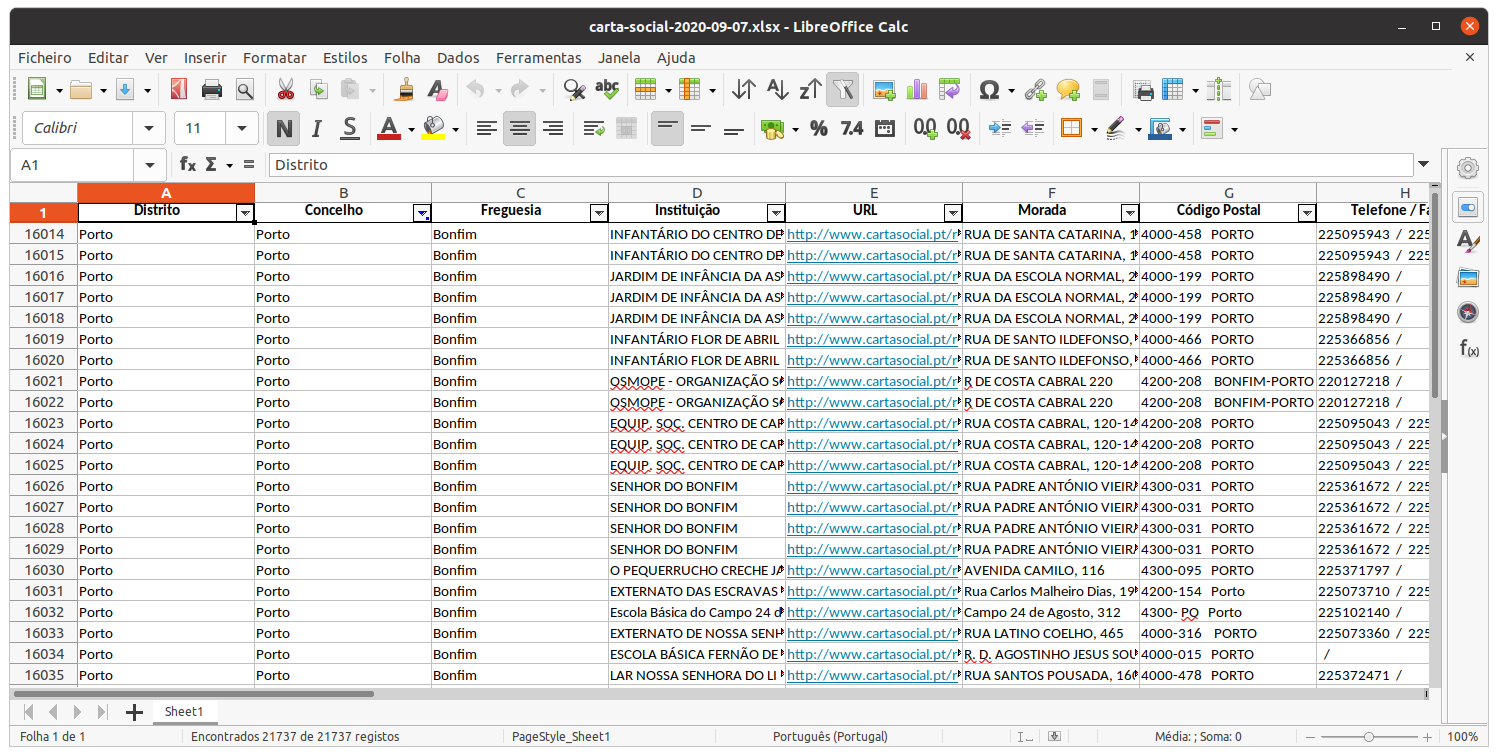 carta-social-2020-09-07.xlsx - LibreOffice Calc
Ficheiro Editar Ver Inserir Formatar Estilos Folha Dados Ferramentas Janela Ajuda
Calibri 11 N I S A % 7.4 0,0 0,0
A1 fx Σ = Distrito
A B C D E F G H
1 Distrito Concelho Freguesia Instituição URL Morada Código Postal Telefone / Fa
16014 Porto Porto Bonfim INFANTÁRIO DO CENTRO DE http://www.cartasocial.pt/r RUA DE SANTA CATARINA, 1 4000-458 PORTO 225095943 / 225
16015 Porto Porto Bonfim INFANTÁRIO DO CENTRO DE http://www.cartasocial.pt/r RUA DE SANTA CATARINA, 1 4000-458 PORTO 225095943 / 225
16016 Porto Porto Bonfim JARDIM DE INFÂNCIA DA AS http://www.cartasocial.pt/r RUA DA ESCOLA NORMAL, 2 4000-199 PORTO 225898490 /
16017 Porto Porto Bonfim JARDIM DE INFÂNCIA DA AS http://www.cartasocial.pt/r RUA DA ESCOLA NORMAL, 2 4000-199 PORTO 225898490 /
16018 Porto Porto Bonfim JARDIM DE INFÂNCIA DA AS http://www.cartasocial.pt/r RUA DA ESCOLA NORMAL, 2 4000-199 PORTO 225898490 /
16019 Porto Porto Bonfim INFANTÁRIO FLOR DE ABRIL http://www.cartasocial.pt/r RUA DE SANTO ILDEFONSO, 4000-466 PORTO 225366856 /
16020 Porto Porto Bonfim INFANTÁRIO FLOR DE ABRIL http://www.cartasocial.pt/r RUA DE SANTO ILDEFONSO, 4000-466 PORTO 225366856 /
16021 Porto Porto Bonfim OSMOPE - ORGANIZAÇÃO S http://www.cartasocial.pt/r R DE COSTA CABRAL 220 4200-208 BONFIM-PORTO 220127218 /
16022 Porto Porto Bonfim OSMOPE - ORGANIZAÇÃO S http://www.cartasocial.pt/r R DE COSTA CABRAL 220 4200-208 BONFIM-PORTO 220127218 /
16023 Porto Porto Bonfim EQUIP. SOC. CENTRO DE CAP http://www.cartasocial.pt/r RUA COSTA CABRAL, 120-14 4200-208 PORTO 225095043 / 225
16024 Porto Porto Bonfim EQUIP. SOC. CENTRO DE CAP http://www.cartasocial.pt/r RUA COSTA CABRAL, 120-14 4200-208 PORTO 225095043 / 225
16025 Porto Porto Bonfim EQUIP. SOC. CENTRO DE CAP http://www.cartasocial.pt/r RUA COSTA CABRAL, 120-14 4200-208 PORTO 225095043 / 225
16026 Porto Porto Bonfim SENHOR DO BONFIM http://www.cartasocial.pt/r RUA PADRE ANTÓNIO VIEIR 4300-031 PORTO 225361672 / 225
16027 Porto Porto Bonfim SENHOR DO BONFIM http://www.cartasocial.pt/r RUA PADRE ANTÓNIO VIEIR 4300-031 PORTO 225361672 / 225
16028 Porto Porto Bonfim SENHOR DO BONFIM http://www.cartasocial.pt/r RUA PADRE ANTÓNIO VIEIR 4300-031 PORTO 225361672 / 225
16029 Porto Porto Bonfim SENHOR DO BONFIM http://www.cartasocial.pt/r RUA PADRE ANTÓNIO VIEIR 4300-031 PORTO 225361672 / 225
16030 Porto Porto Bonfim O PEQUERRUCHO CRECHE JA http://www.cartasocial.pt/r AVENIDA CAMILO, 116 4300-095 PORTO 225371797 /
16031 Porto Porto Bonfim EXTERNATO DAS ESCRAVAS http://www.cartasocial.pt/r Rua Carlos Malheiro Dias, 19 4200-154 Porto 225073710 / 225
16032 Porto Porto Bonfim Escola Básica do Campo 24 d http://www.cartasocial.pt/r Campo 24 de Agosto, 312 4300- PQ Porto 225102140 /
16033 Porto Porto Bonfim EXTERNATO DE NOSSA SENH http://www.cartasocial.pt/r RUA LATINO COELHO, 465 4000-316 PORTO 225073360 / 225
16034 Porto Porto Bonfim ESCOLA BÁSICA FERNÃO DE http://www.cartasocial.pt/r R. D. AGOSTINHO JESUS SOU 4000-015 PORTO /
16035 Porto Porto Bonfim LAR NOSSA SENHORA DO LI http://www.cartasocial.pt/r RUA SANTOS POUSADA, 16 4000-478 PORTO 225372471 /
Sheet1
Folha 1 de 1 Encontrados 21737 de 21737 registos PageStyle_Sheet1 Português (Portugal) Média: ; Soma: 0 100%